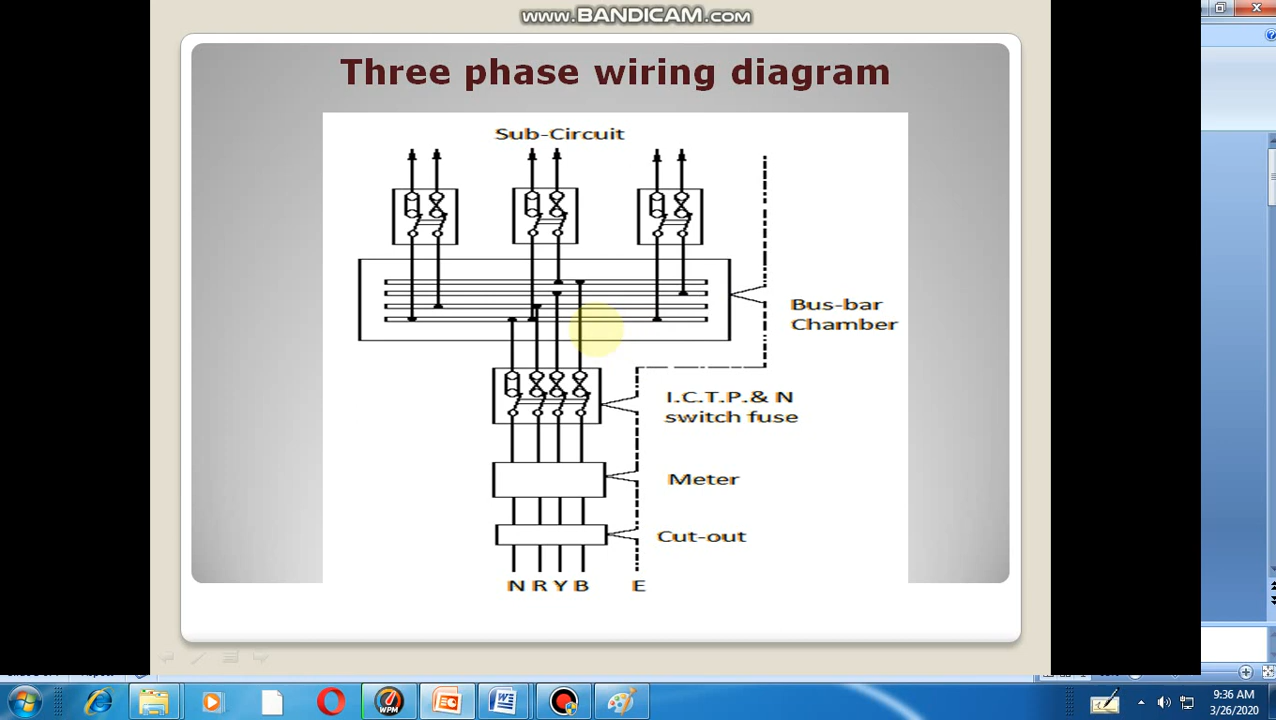 www.BANDICAM.com
Three phase wiring diagram
Sub-Circuit
Bus-bar
Chamber
I.C.T.P.& N
switch fuse
Meter
Cut-out
N R Y B E
WPM
9:36 AM
3/26/2020